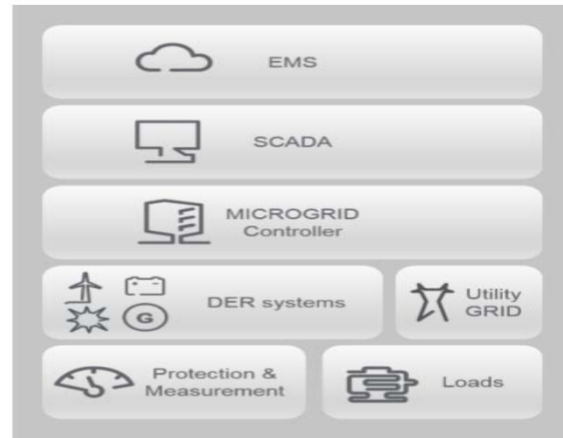 EMS
SCADA
MICROGRID
Controller
G
DER systems
Utility
GRID
Protection &
Measurement
Loads